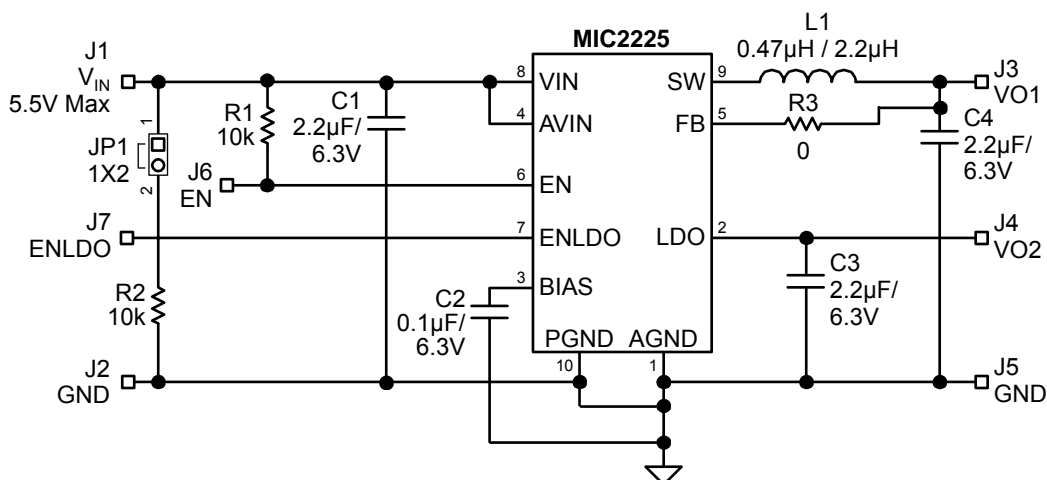 MIC2225
L1
0.47µH / 2.2µH
J1
VIN
5.5V Max
8
VIN
SW
9
J3
VO1
1
JP1
1X2
2
R1
10k
C1
2.2µF/
6.3V
4
AVIN
FB
5
R3
0
C4
2.2µF/
6.3V
J6
EN
6
EN
J7
ENLDO
7
ENLDO
LDO
2
J4
VO2
R2
10k
C2
0.1µF/
6.3V
3
BIAS
C3
2.2µF/
6.3V
PGND
AGND
10
1
J2
GND
J5
GND